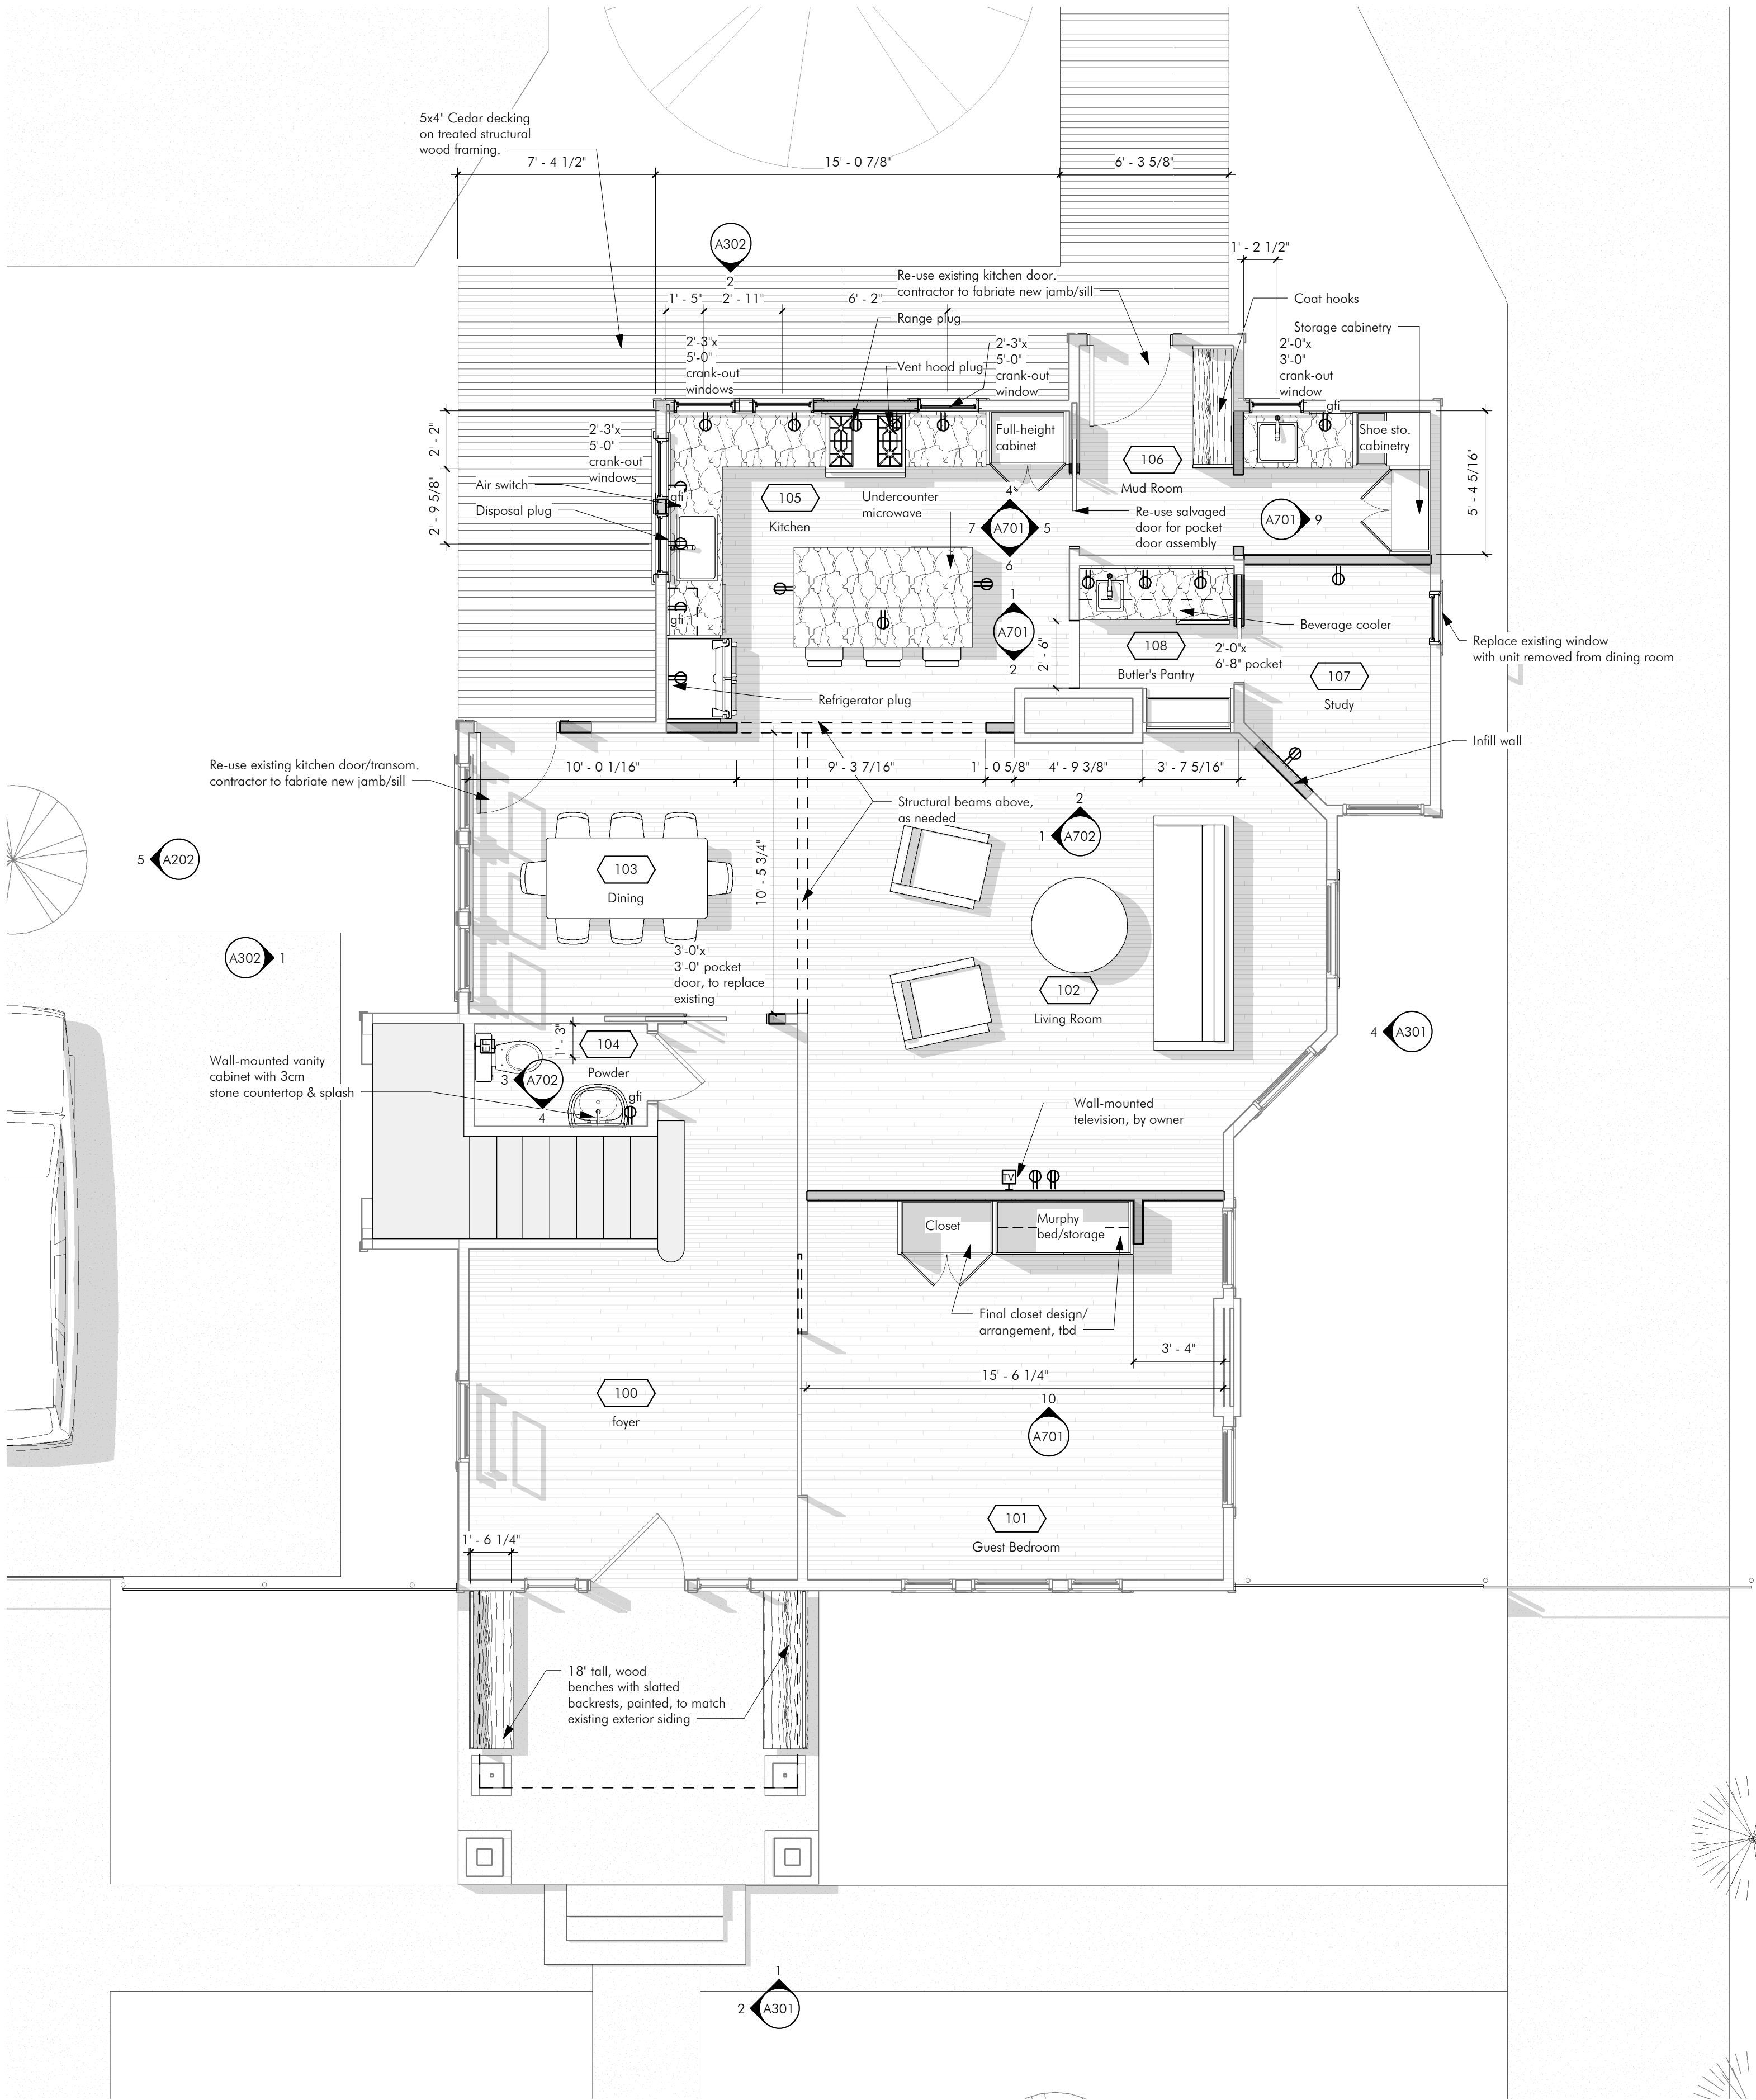 5x4" Cedar decking
on treated structural
wood framing.
7' - 4 1/2"
15' - 0 7/8"
6' - 3 5/8"
A302
2
1' - 2 1/2"
Re-use existing kitchen door.
contractor to fabriate new jamb/sill
1' - 5"
2' - 11"
6' - 2"
Coat hooks
Range plug
Storage cabinetry
2'-3"x
5'-0"
crank-out
windows
Vent hood plug
2'-3"x
5'-0"
crank-out
window
2'-0"x
3'-0"
crank-out
window
gfi
2' - 2"
2'-3"x
5'-0"
crank-out
windows
Full-height
cabinet
Shoe sto.
cabinetry
106
Mud Room
5' - 4 5/16"
2' - 9 5/8"
Air switch
gfi
Disposal plug
105
Kitchen
Undercounter
microwave
4
7
A701
5
6
Re-use salvaged
door for pocket
door assembly
A701
9
1
A701
2
gfi
2' - 6"
Beverage cooler
108
Butler's Pantry
2'-0"x
6'-8" pocket
107
Study
Replace existing window
with unit removed from dining room
Refrigerator plug
Infill wall
Re-use existing kitchen door/transom.
contractor to fabriate new jamb/sill
10' - 0 1/16"
9' - 3 7/16"
1' - 0 5/8"
4' - 9 3/8"
3' - 7 5/16"
Structural beams above,
as needed
2
1
A702
10' - 5 3/4"
5
A202
103
Dining
A302
1
3'-0"x
3'-0" pocket
door, to replace
existing
102
Living Room
4
A301
1' - 3"
104
Powder
EF
3
A702
4
gfi
Wall-mounted vanity
cabinet with 3cm
stone countertop & splash
Wall-mounted
television, by owner
TV
Closet
Murphy
bed/storage
Final closet design/
arrangement, tbd
3' - 4"
15' - 6 1/4"
100
foyer
10
A701
101
Guest Bedroom
1' - 6 1/4"
18" tall, wood
benches with slatted
backrests, painted, to match
existing exterior siding
1
2
A301